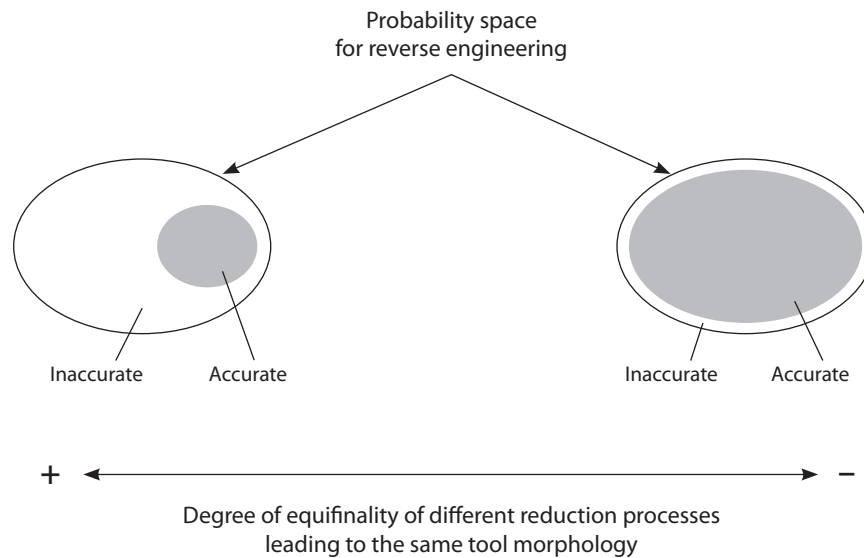 Probability space
for reverse engineering
Inaccurate
Accurate
Inaccurate
Accurate
+
−
Degree of equifinality of different reduction processes
leading to the same tool morphology